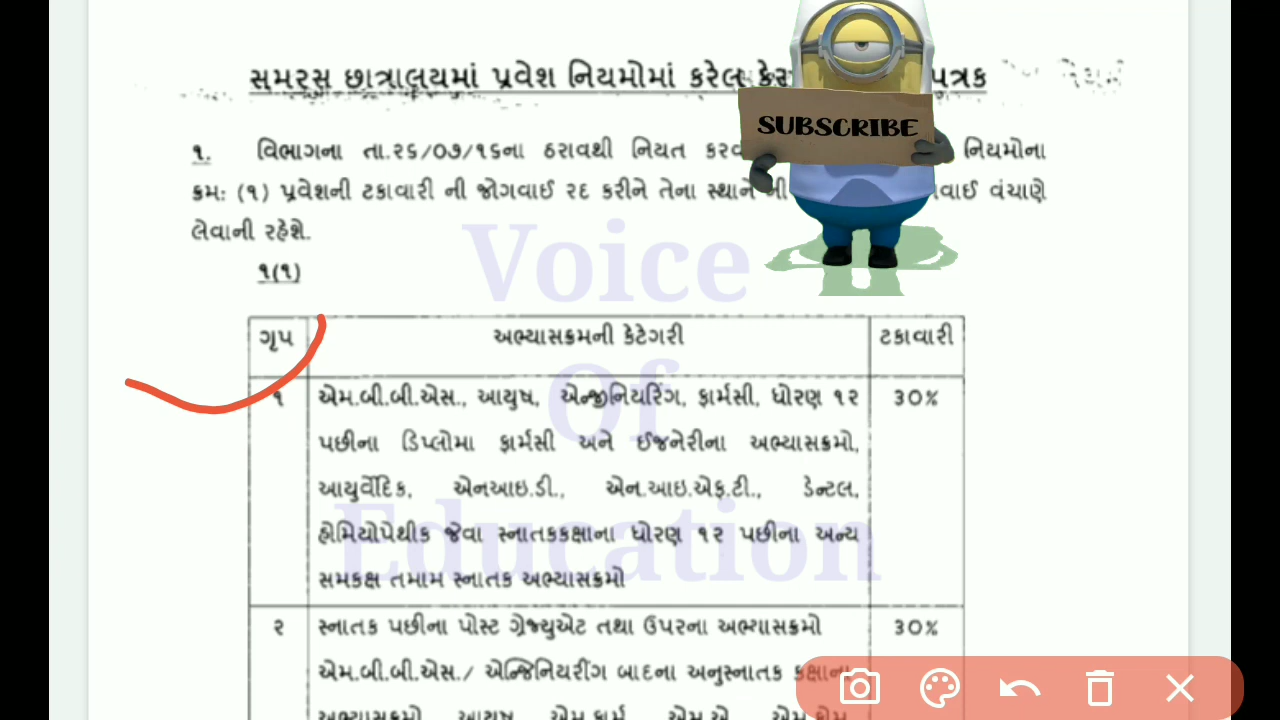 સમરસ છાત્રાલયમાં પ્રવેશ નિયમોમાં કરેલ પત્રક
SUBSCRIBE
૧. વિભાગના તા.૨૬/૦૭/૧૬ના ઠરાવથી નિયત નિયમોના
ક્રમ: (૧) પ્રવેશની ટકાવારી ની જોગવાઈ રદ કરીને તેના સ્થાને વંચાણે
લેવાની રહેશે.
૧(૧)
Voice
Of
Education
ગૃપ અભ્યાસક્રમની કેટેગરી ટકાવારી
૧ એમ.બી.બી.એસ., આયુષ, એન્જીનિયરિંગ, ફાર્મસી, ધોરણ ૧૨ ૩૦%
પછીના ડિપ્લોમા ફાર્મસી અને ઈજનેરીના અભ્યાસક્રમો,
આયુર્વેદિક, એનઆઇ.ડી., એન.આઇ.એફ.ટી., ડેન્ટલ,
હોમિયોપેથીક જેવા સ્નાતકકક્ષાના ધોરણ ૧૨ પછીના અન્ય
સમકક્ષ તમામ સ્નાતક અભ્યાસક્રમો
૨ સ્નાતક પછીના પોસ્ટ ગ્રેજ્યુએટ તથા ઉપરના અભ્યાસક્રમો ૩૦%
એમ.બી.બી.એસ./ એન્જિનિયરીંગ બાદના અનુસ્નાતક કક્ષાના